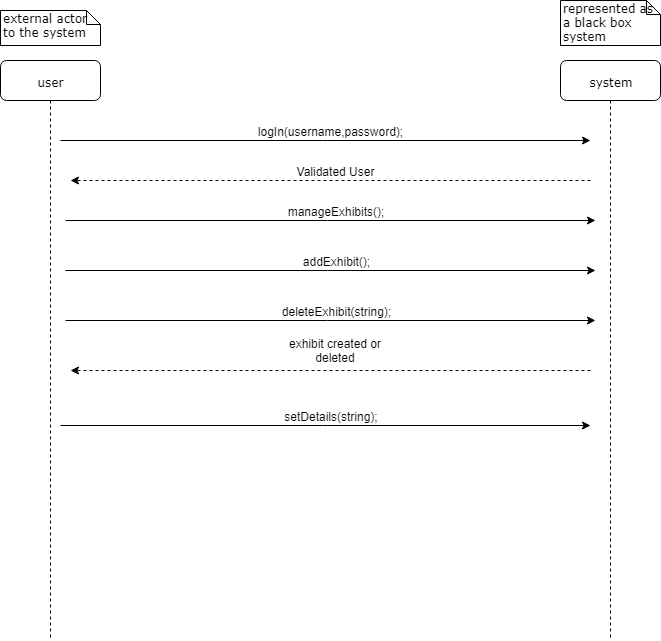 external actor
to the system
represented as
a black box
system
user
system
logIn(username,password);
Validated User
manageExhibits();
addExhibit();
deleteExhibit(string);
exhibit created or
deleted
setDetails(string);